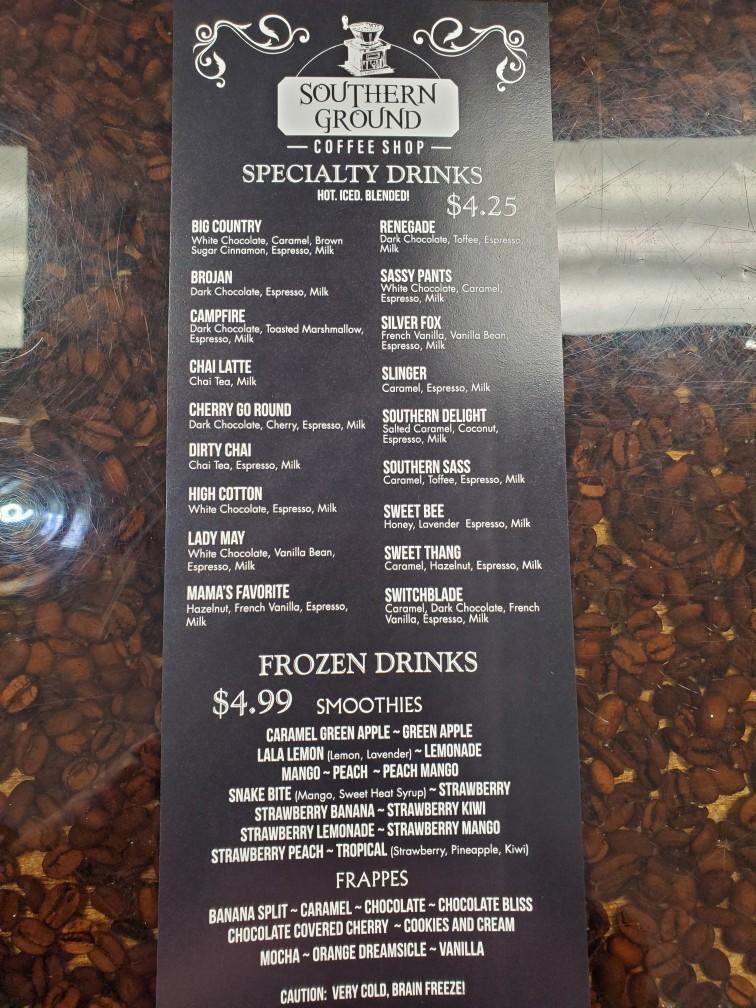 SOUTHERN
GROUND
COFFEE SHOP
SPECIALTY DRINKS
HOT. ICED. BLENDED!
$4.25
BIG COUNTRY
White Chocolate, Caramel, Brown
Sugar Cinnamon, Espresso, Milk
BROJAN
Dark Chocolate, Espresso, Milk
CAMPFIRE
Dark Chocolate, Toasted Marshmallow,
Espresso, Milk
CHAI LATTE
Chai Tea, Milk
CHERRY GO ROUND
Dark Chocolate, Cherry, Espresso, Milk
DIRTY CHAI
Chai Tea, Espresso, Milk
HIGH COTTON
White Chocolate, Espresso, Milk
LADY MAY
White Chocolate, Vanilla Bean,
Espresso, Milk
MAMA'S FAVORITE
Hazelnut, French Vanilla, Espresso,
Milk
RENEGADE
Dark Chocolate, Toffee, Espresso,
Milk
SASSY PANTS
White Chocolate, Caramel,
Espresso, Milk
SILVER FOX
French Vanilla, Vanilla Bean,
Espresso, Milk
SLINGER
Caramel, Espresso, Milk
SOUTHERN DELIGHT
Salted Caramel, Coconut,
Espresso, Milk
SOUTHERN SASS
Caramel, Toffee, Espresso, Milk
SWEET BEE
Honey, Lavender Espresso, Milk
SWEET THANG
Caramel, Hazelnut, Espresso, Milk
SWITCHBLADE
Caramel, Dark Chocolate, French
Vanilla, Espresso, Milk
FROZEN DRINKS
$4.99 SMOOTHIES
CARAMEL GREEN APPLE ~ GREEN APPLE
LALA LEMON (Lemon, Lavender) ~ LEMONADE
MANGO ~ PEACH ~ PEACH MANGO
SNAKE BITE (Mango, Sweet Heat Syrup) ~ STRAWBERRY
STRAWBERRY BANANA ~ STRAWBERRY KIWI
STRAWBERRY LEMONADE ~ STRAWBERRY MANGO
STRAWBERRY PEACH ~ TROPICAL (Strawberry, Pineapple, Kiwi)
FRAPPES
BANANA SPLIT ~ CARAMEL ~ CHOCOLATE ~ CHOCOLATE BLISS
CHOCOLATE COVERED CHERRY ~ COOKIES AND CREAM
MOCHA ~ ORANGE DREAMSICLE ~ VANILLA
CAUTION: VERY COLD, BRAIN FREEZE!